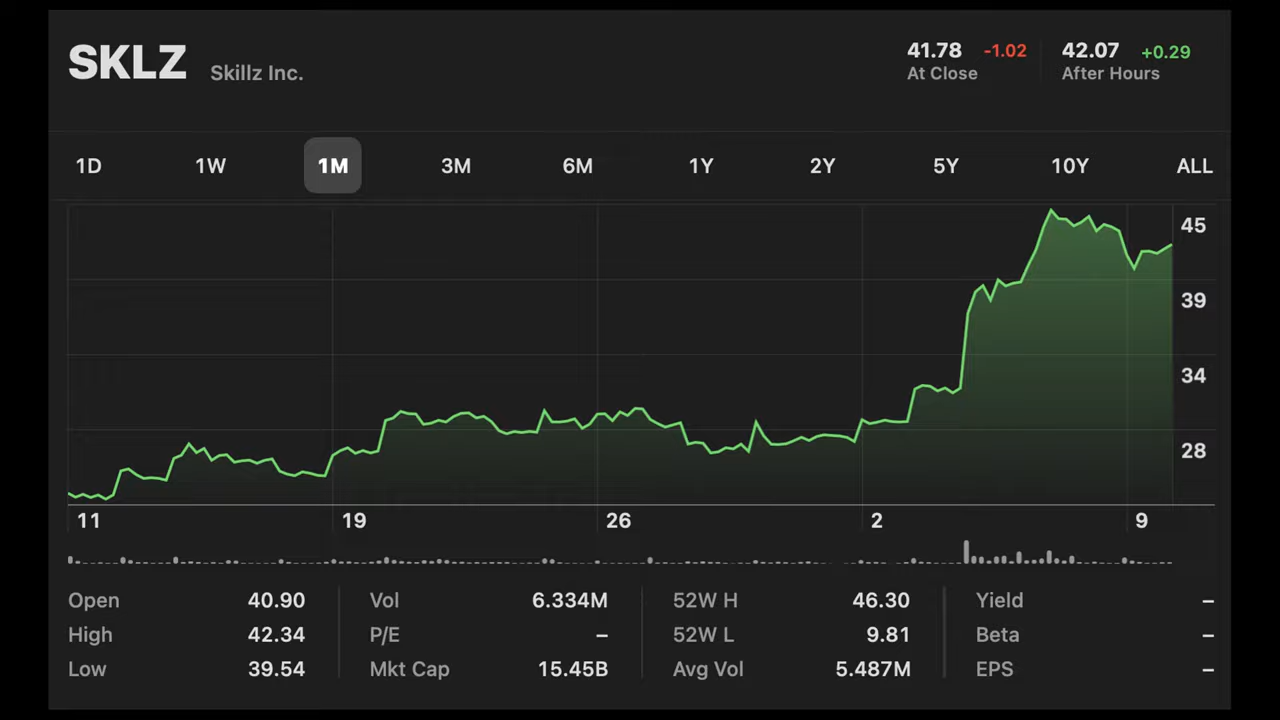 SKLZ Skillz Inc.
41.78 -1.02 42.07 +0.29
At Close After Hours
1D 1W 1M 3M 6M 1Y 2Y 5Y 10Y ALL
45
39
34
28
11 19 26 2 9
Open 40.90 Vol 6.334M 52W H 46.30 Yield –
High 42.34 P/E – 52W L 9.81 Beta –
Low 39.54 Mkt Cap 15.45B Avg Vol 5.487M EPS –